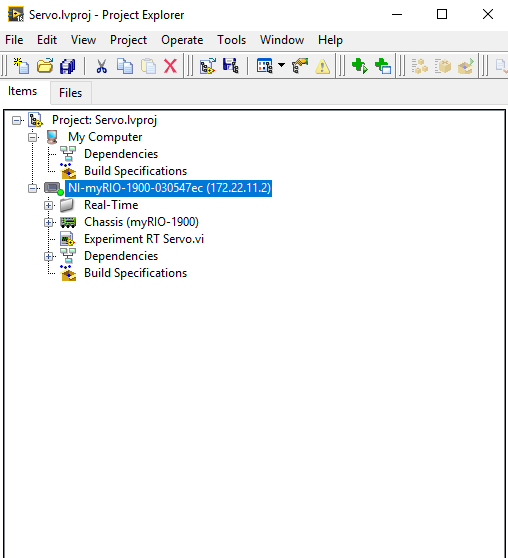 Servo.lvproj - Project Explorer
File Edit View Project Operate Tools Window Help
Items Files
Project: Servo.lvproj
My Computer
Dependencies
Build Specifications
NI-myRIO-1900-030547ec (172.22.11.2)
Real-Time
Chassis (myRIO-1900)
Experiment RT Servo.vi
Dependencies
Build Specifications